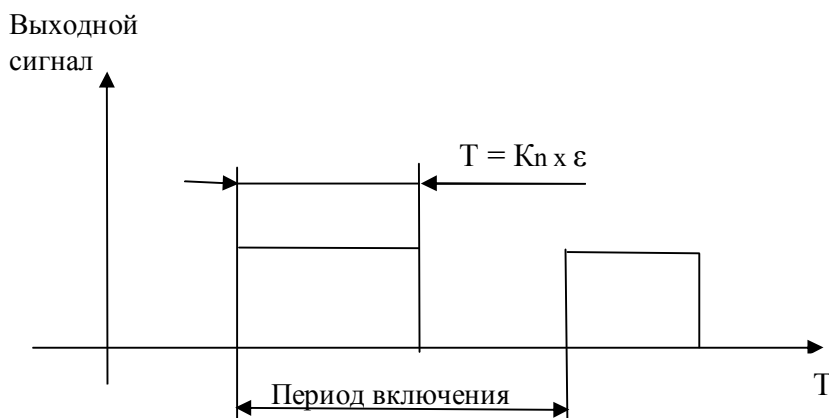 Выходной
сигнал
T = Kn x ε
T
Период включения